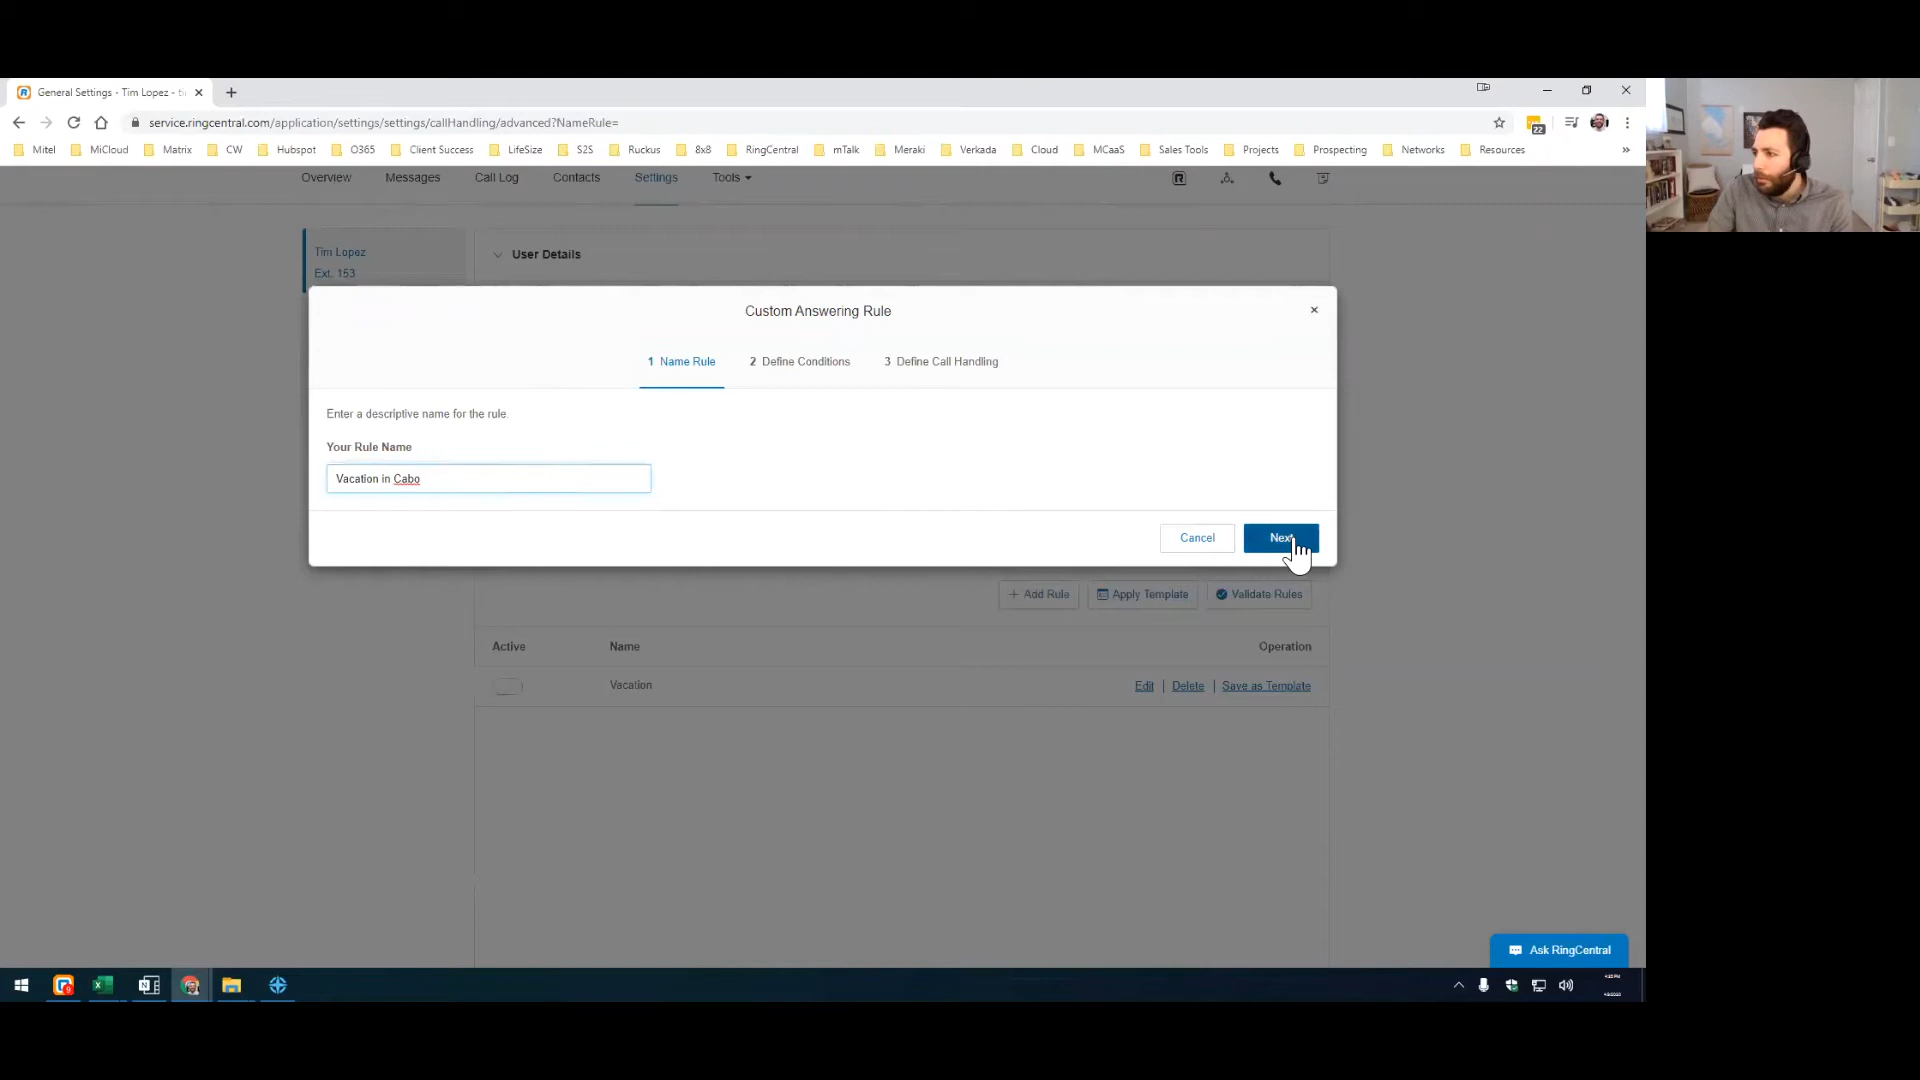 General Settings - Tim Lopez - ti
service.ringcentral.com/application/settings/settings/callHandling/advanced?NameRule=
22
Mitel MiCloud Matrix CW Hubspot O365 Client Success LifeSize S2S Ruckus 8x8 RingCentral mTalk Meraki Verkada Cloud MCaaS Sales Tools Projects Prospecting Networks Resources »
Overview Messages Call Log Contacts Settings Tools
Tim Lopez
Ext. 153
User Details
Custom Answering Rule
1 Name Rule 2 Define Conditions 3 Define Call Handling
Enter a descriptive name for the rule.
Your Rule Name
Vacation in Cabo
Cancel Next
+ Add Rule Apply Template Validate Rules
Active Name Operation
Vacation Edit | Delete | Save as Template
Ask RingCentral